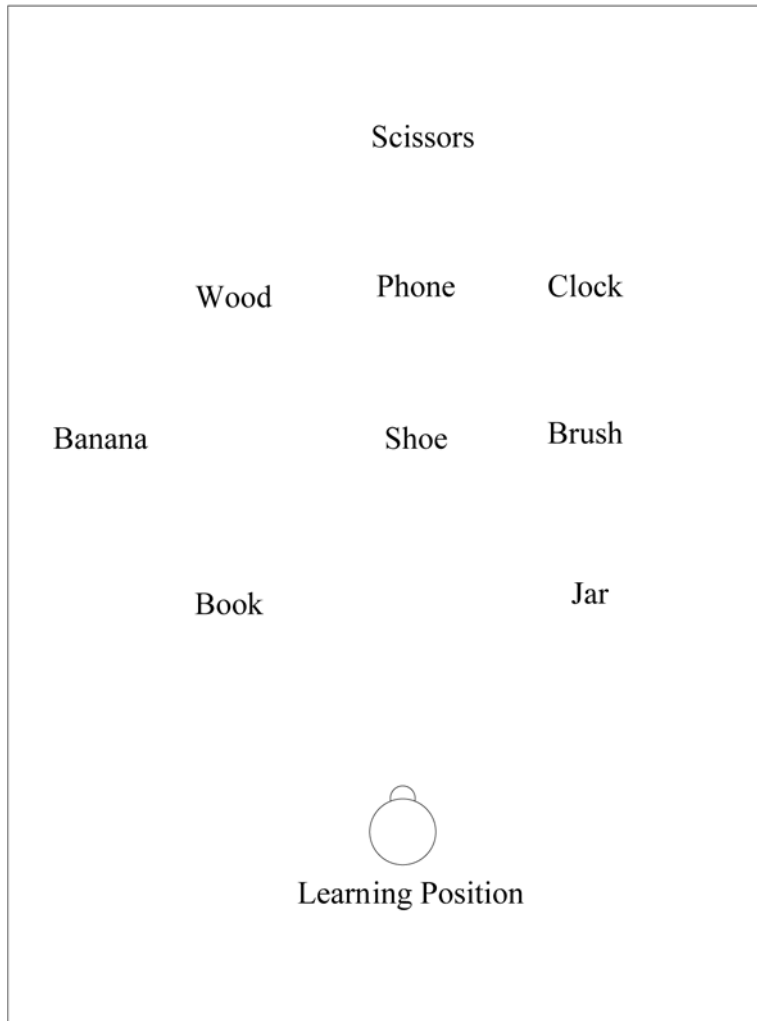 Scissors
Wood Phone Clock
Banana Shoe Brush
Book Jar
Learning Position